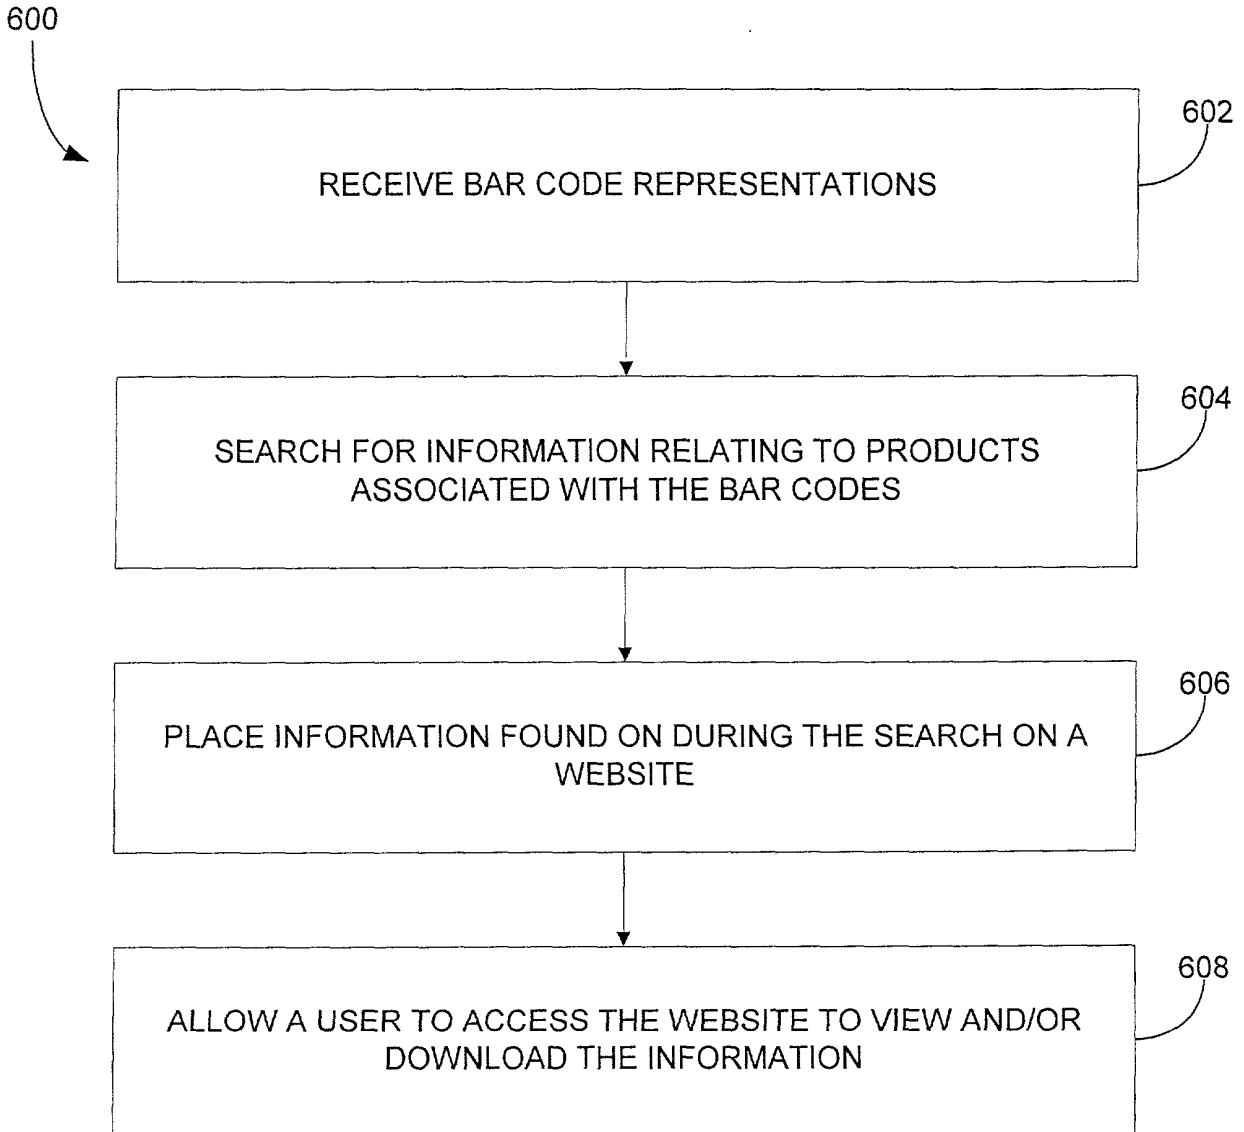 600
602
RECEIVE BAR CODE REPRESENTATIONS
604
SEARCH FOR INFORMATION RELATING TO PRODUCTS
ASSOCIATED WITH THE BAR CODES
606
PLACE INFORMATION FOUND ON DURING THE SEARCH ON A
WEBSITE
608
ALLOW A USER TO ACCESS THE WEBSITE TO VIEW AND/OR
DOWNLOAD THE INFORMATION